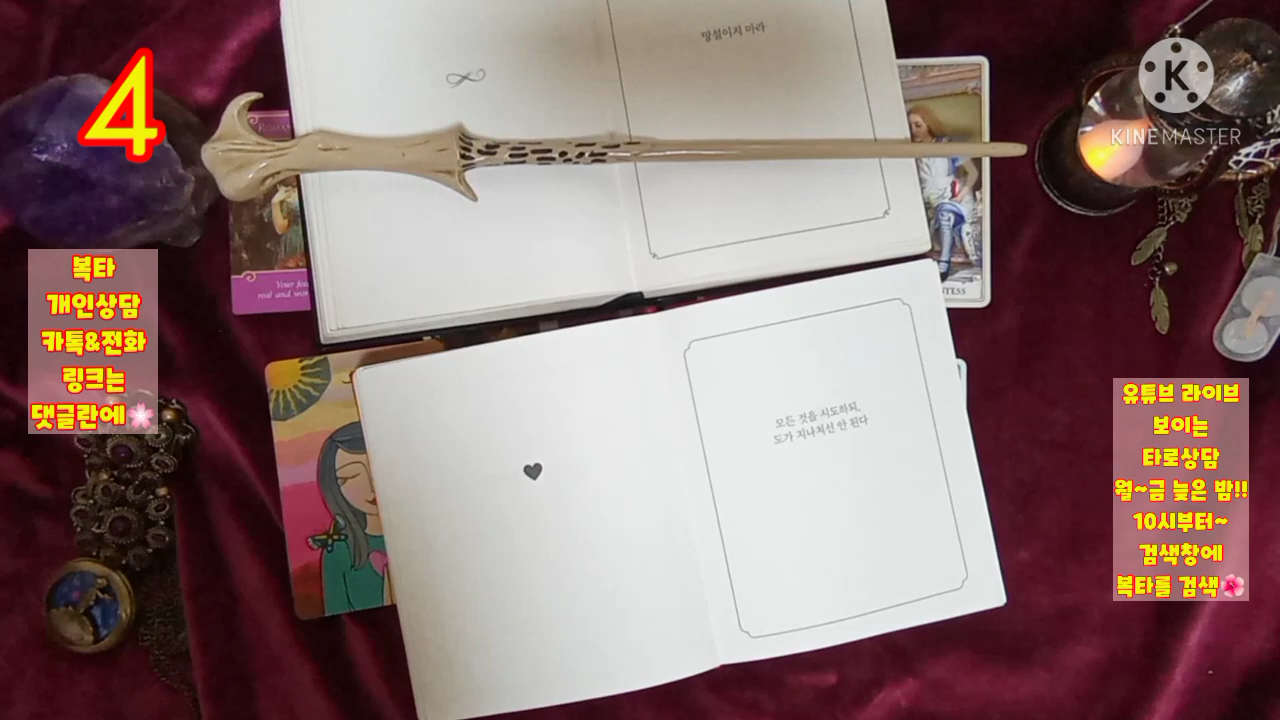 4
망설이지 마라
KINEMASTER
복타
개인상담
카톡&전화
링크는
댓글란에
모든 것을 시도하되,
도가 지나쳐선 안 된다
유튜브 라이브
보이는
타로상담
월~금 늦은 밤!!
10시부터~
검색창에
복타를 검색